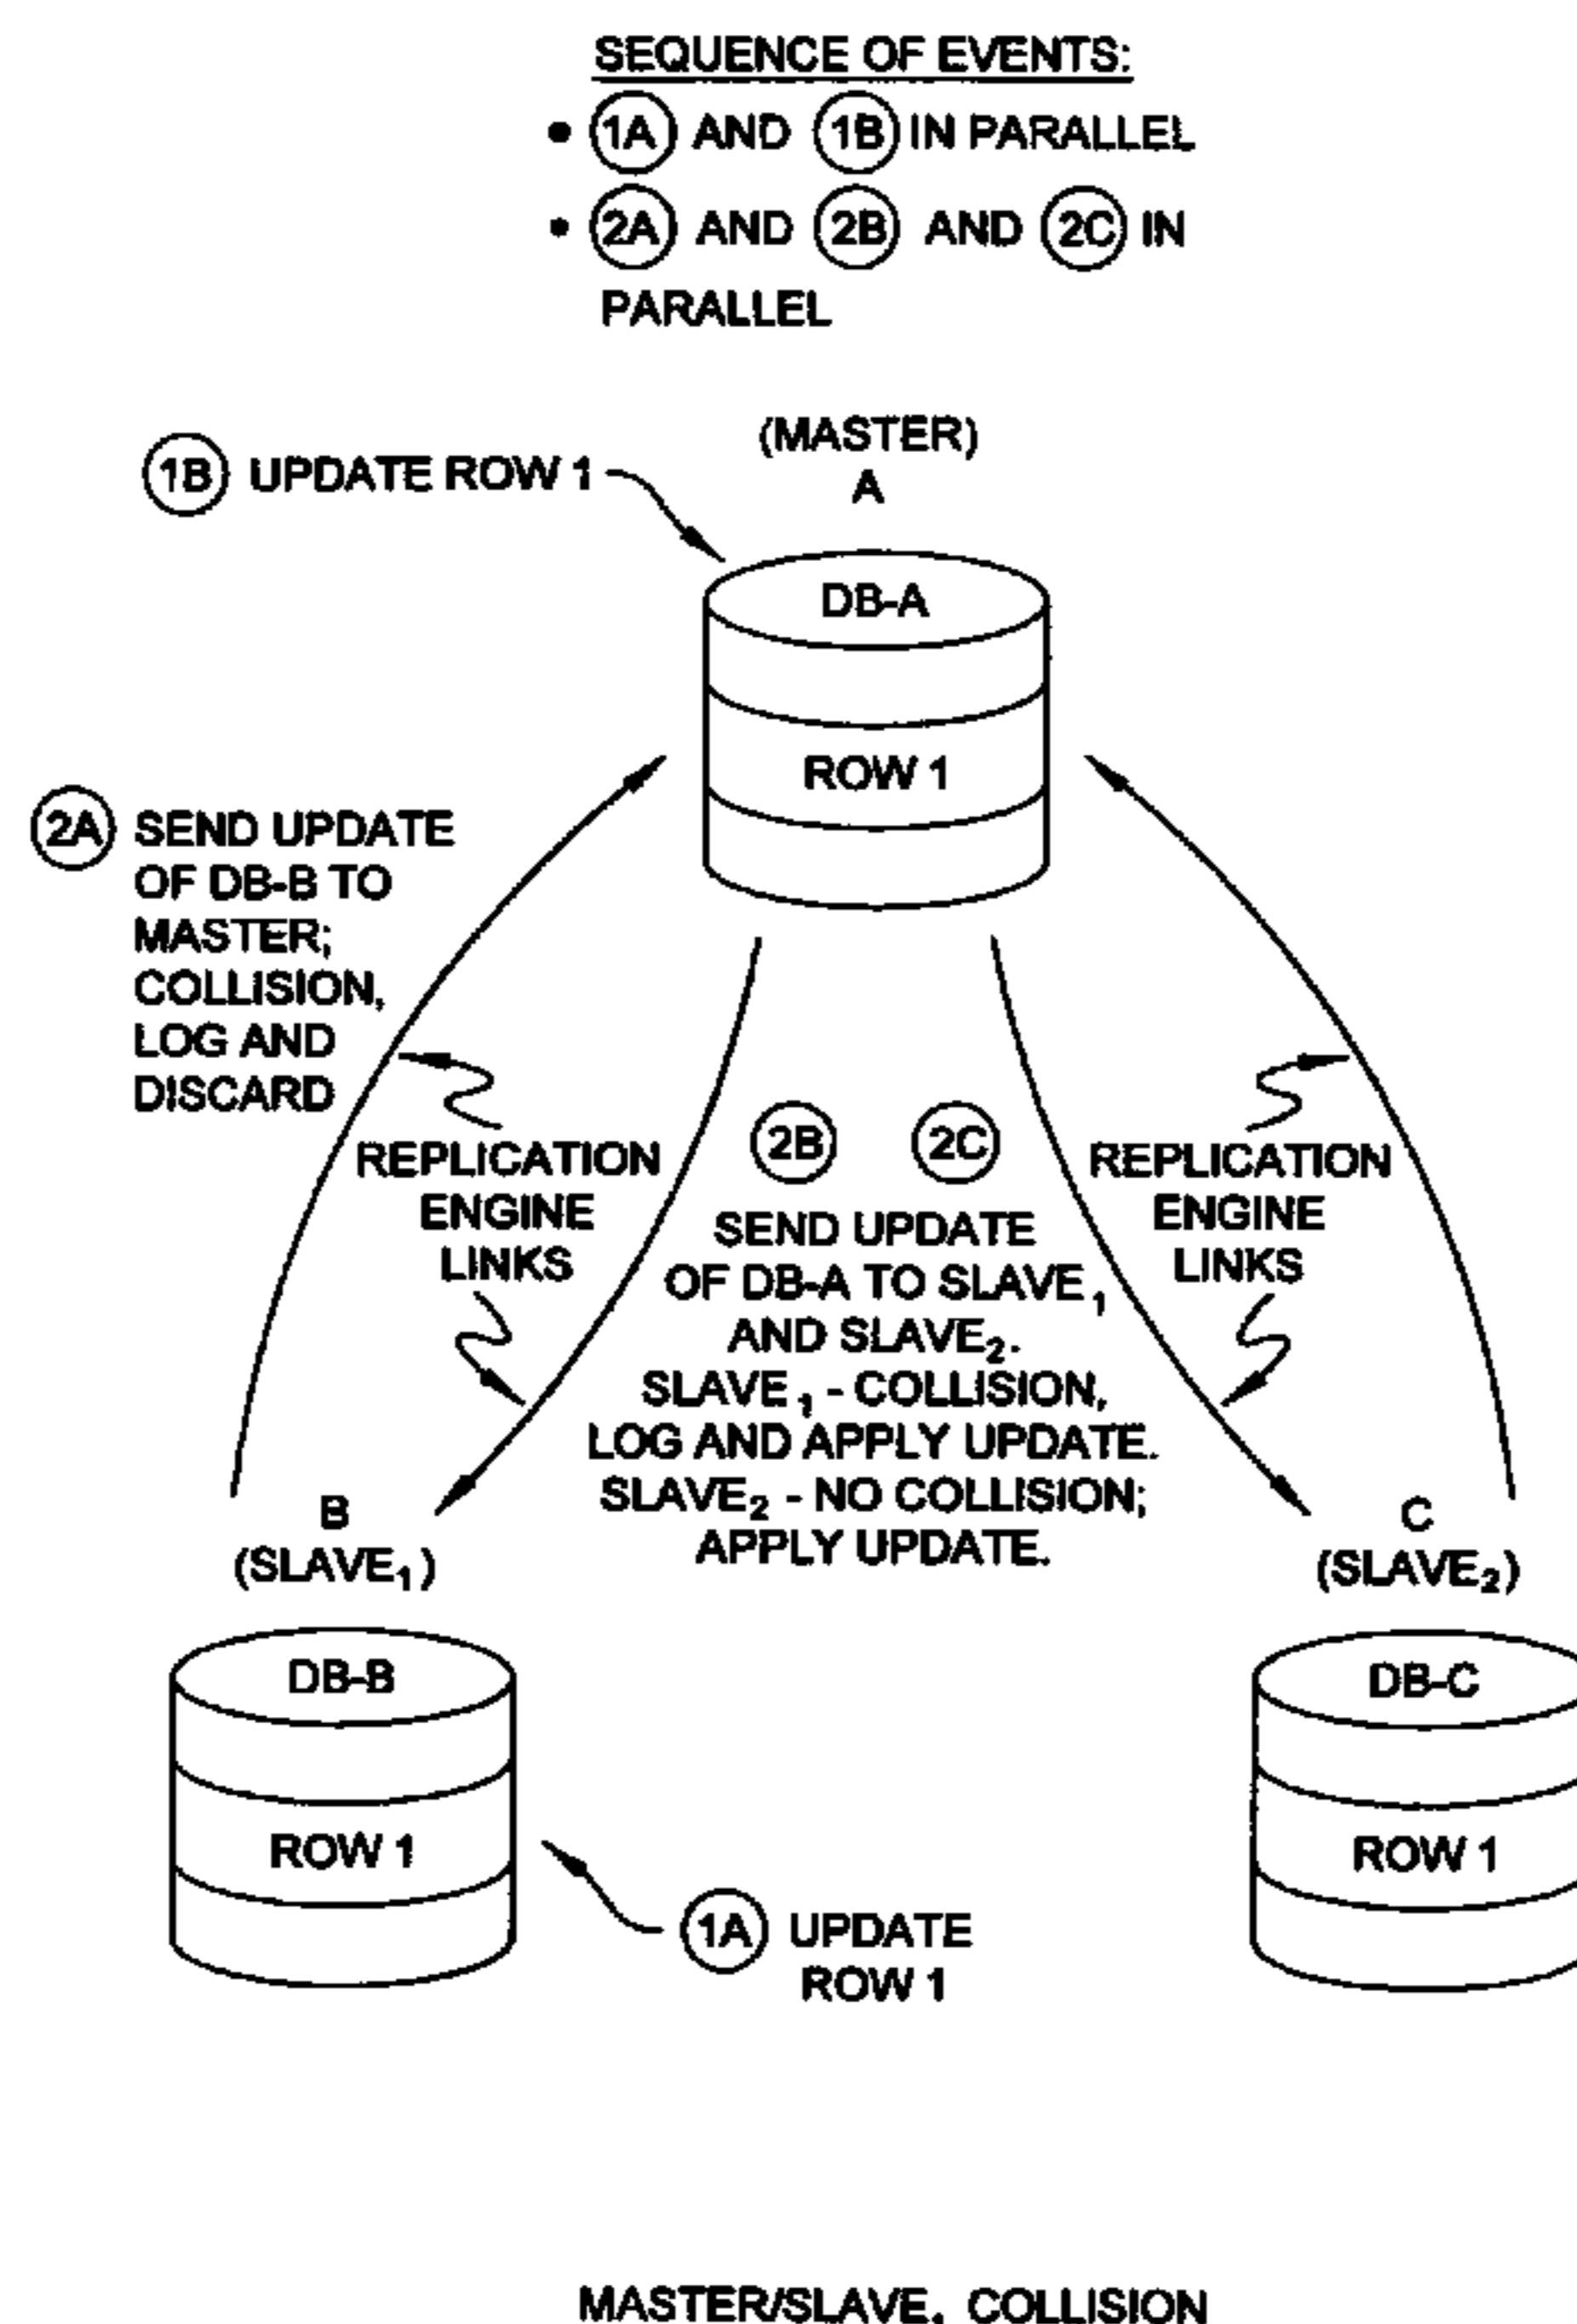 SEQUENCE OF EVENTS:
• 1A AND 1B IN PARALLEL
• 2A AND 2B AND 2C IN
PARALLEL
(MASTER)
A
1B UPDATE ROW 1
DB-A
ROW 1
2A SEND UPDATE
OF DB-B TO
MASTER;
COLLISION,
LOG AND
DISCARD
REPLICATION
ENGINE
LINKS
2B 2C
SEND UPDATE
OF DB-A TO SLAVE₁
AND SLAVE₂.
SLAVE₁ - COLLISION,
LOG AND APPLY UPDATE.
SLAVE₂ - NO COLLISION;
APPLY UPDATE.
REPLICATION
ENGINE
LINKS
B
(SLAVE₁)
DB-B
ROW 1
C
(SLAVE₂)
DB-C
ROW 1
1A UPDATE
ROW 1
MASTER/SLAVE₁ COLLISION